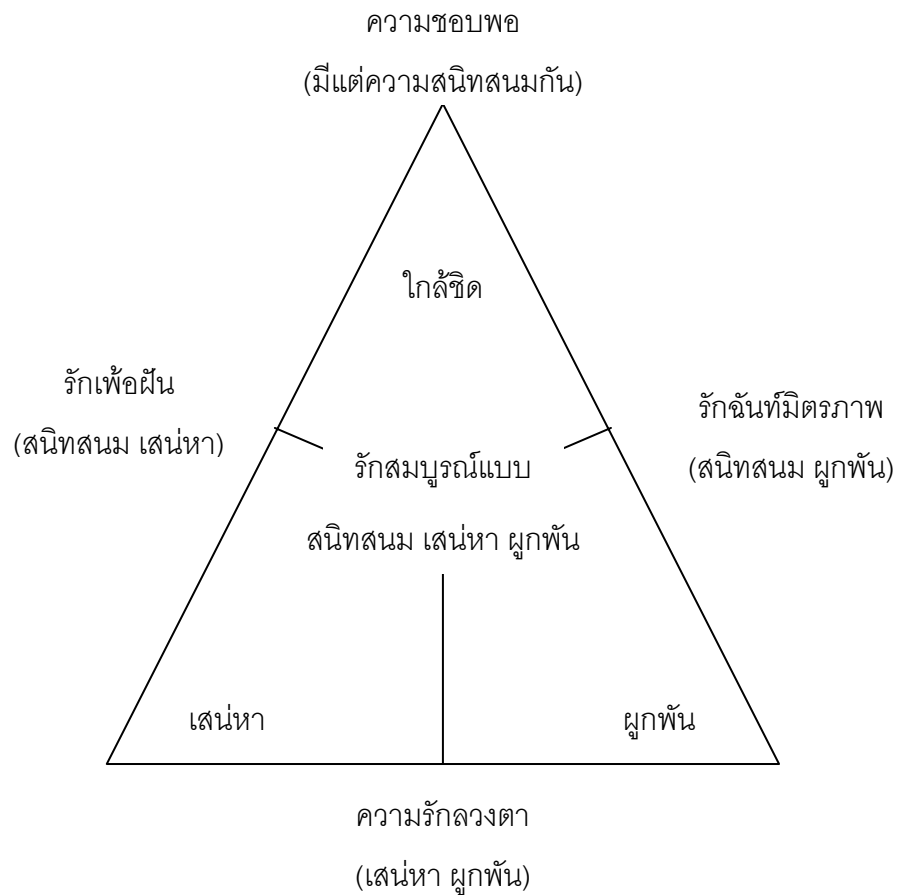 ความชอบพอ
(มีแต่ความสนิทสนมกัน)
ใกล้ชิด
รักเพ้อฝัน
(สนิทสนม เสน่หา)
รักฉันท์มิตรภาพ
(สนิทสนม ผูกพัน)
รักสมบูรณ์แบบ
สนิทสนม เสน่หา ผูกพัน
เสน่หา
ผูกพัน
ความรักลวงตา
(เสน่หา ผูกพัน)